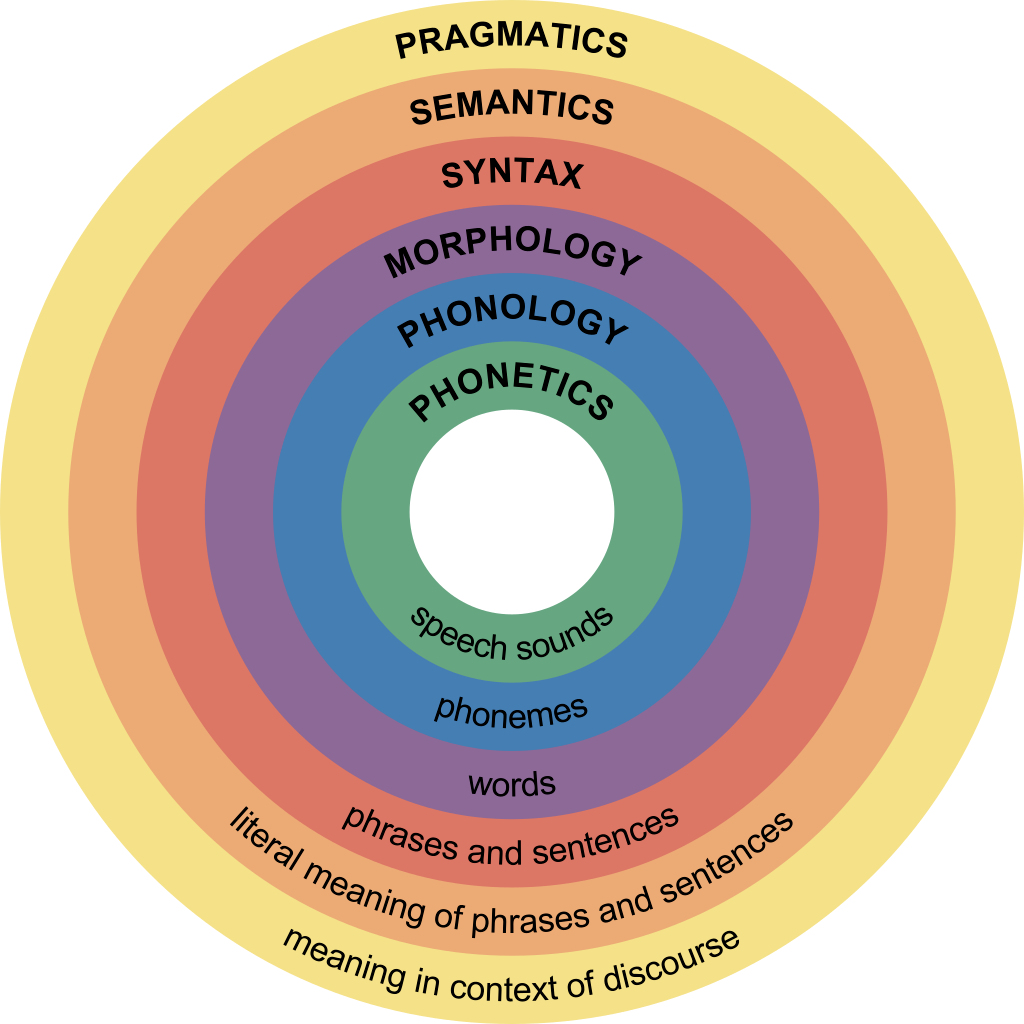 PRAGMATICS
SEMANTICS
SYNTAX
MORPHOLOGY
PHONOLOGY
PHONETICS
speech sounds
phonemes
words
phrases and sentences
literal meaning of phrases and sentences
meaning in context of discourse